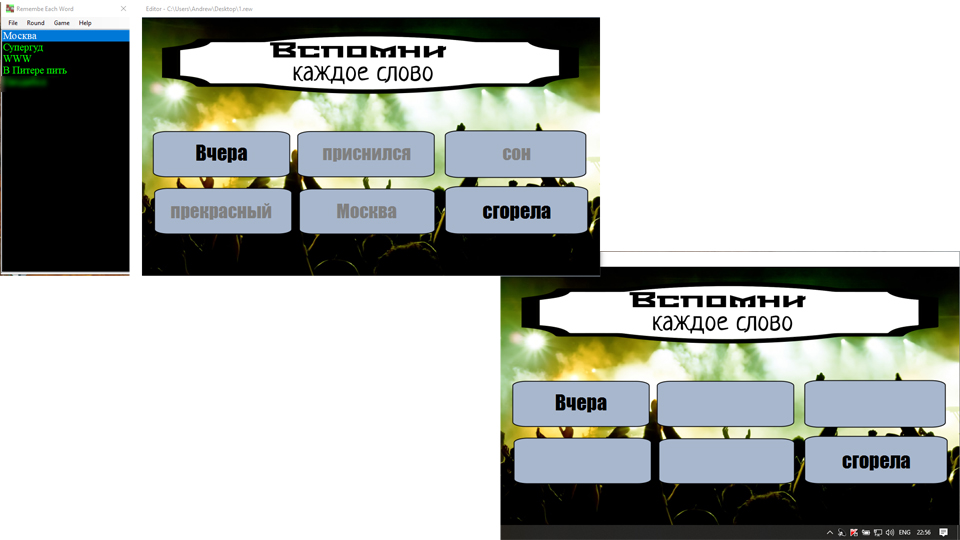 Remembe Each Word
File Round Game Help
Москва
Супергуд
WWW
В Питере пить
Editor - C:\Users\Andrew\Desktop\1.rew
Вспомни
каждое слово
Вчера приснился сон
прекрасный Москва сгорела
Вспомни
каждое слово
Вчера
сгорела
ENG 22:56